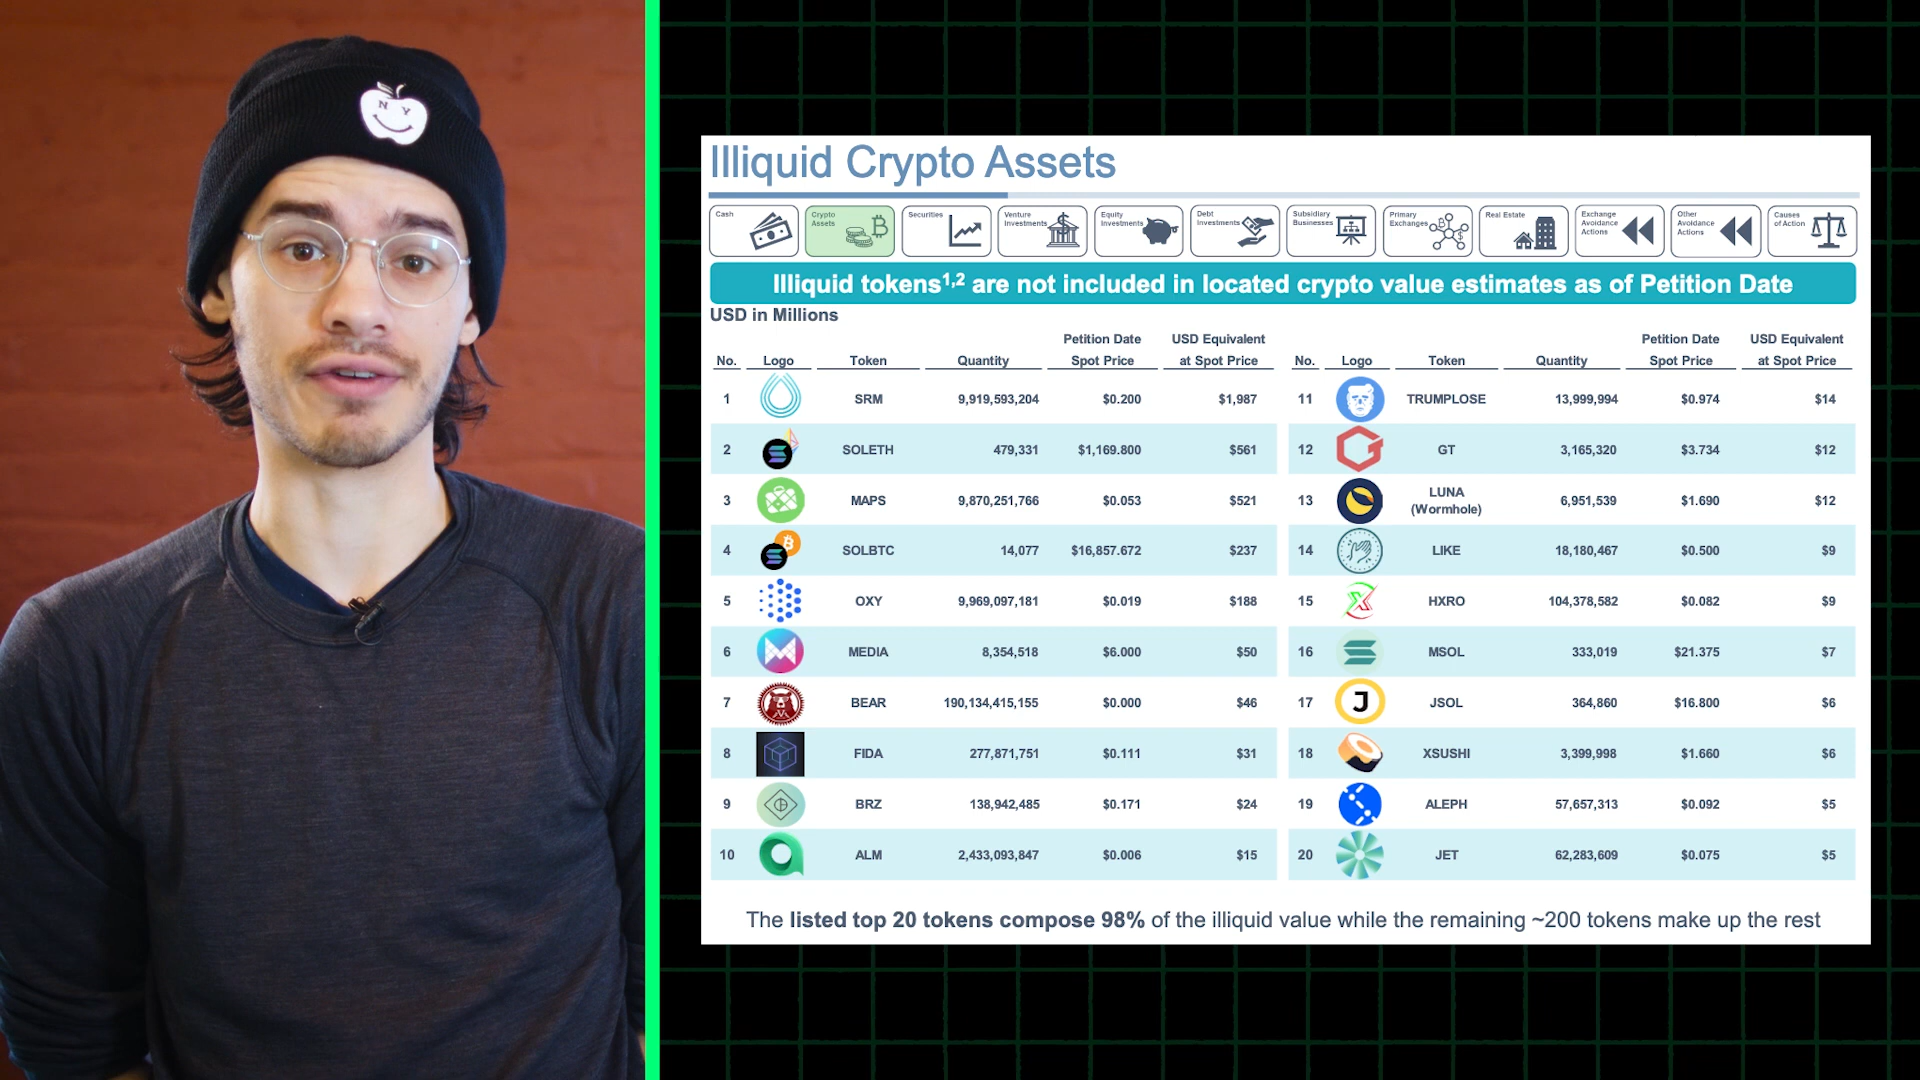 N Y
Illiquid Crypto Assets
Cash
Crypto Assets
Securities
Venture Investments
Equity Investments
Debt Investments
Subsidiary Businesses
Primary Exchanges
Real Estate
Exchange Avoidance Actions
Other Avoidance Actions
Causes of Action
Illiquid tokens1,2 are not included in located crypto value estimates as of Petition Date
USD in Millions
No. Logo Token Quantity Petition Date Spot Price USD Equivalent at Spot Price
1 SRM 9,919,593,204 $0.200 $1,987
2 SOLETH 479,331 $1,169.800 $561
3 MAPS 9,870,251,766 $0.053 $521
4 SOLBTC 14,077 $16,857.672 $237
5 OXY 9,969,097,181 $0.019 $188
6 MEDIA 8,354,518 $6.000 $50
7 BEAR 190,134,415,155 $0.000 $46
8 FIDA 277,871,751 $0.111 $31
9 BRZ 138,942,485 $0.171 $24
10 ALM 2,433,093,847 $0.006 $15
No. Logo Token Quantity Petition Date Spot Price USD Equivalent at Spot Price
11 TRUMPLOSE 13,999,994 $0.974 $14
12 GT 3,165,320 $3.734 $12
13 LUNA (Wormhole) 6,951,539 $1.690 $12
14 LIKE 18,180,467 $0.500 $9
15 HXRO 104,378,582 $0.082 $9
16 MSOL 333,019 $21.375 $7
17 J JSOL 364,860 $16.800 $6
18 XSUSHI 3,399,998 $1.660 $6
19 ALEPH 57,657,313 $0.092 $5
20 JET 62,283,609 $0.075 $5
The listed top 20 tokens compose 98% of the illiquid value while the remaining ~200 tokens make up the rest